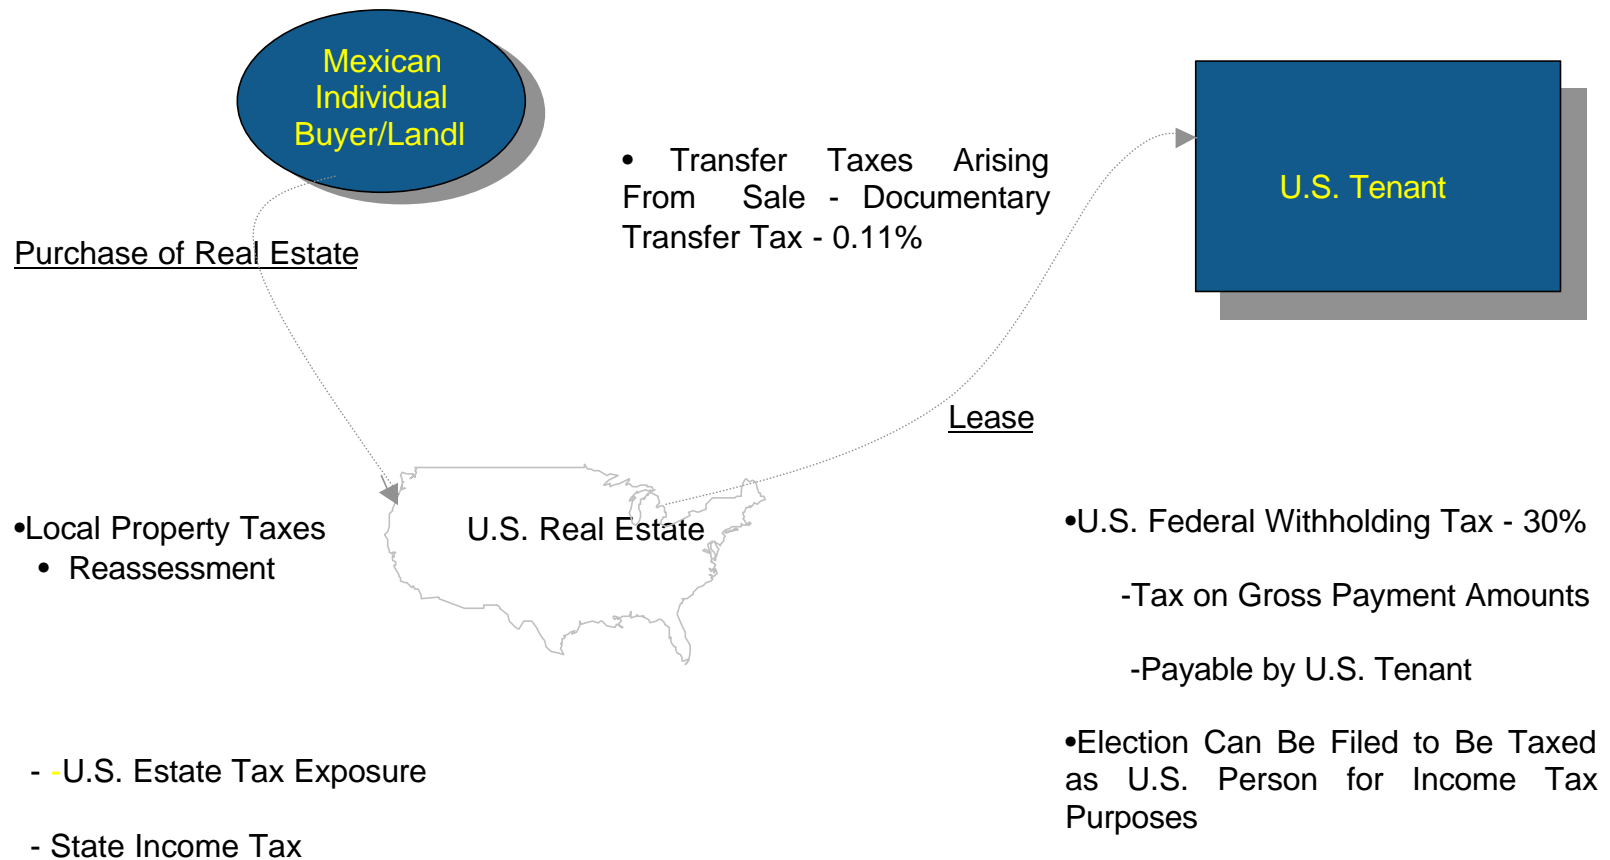 Mexican
Individual
Buyer/Landl
• Transfer Taxes Arising
From Sale - Documentary
Transfer Tax - 0.11%
U.S. Tenant
Purchase of Real Estate
Lease
•Local Property Taxes
• Reassessment
U.S. Real Estate
•U.S. Federal Withholding Tax - 30%
-Tax on Gross Payment Amounts
-Payable by U.S. Tenant
•Election Can Be Filed to Be Taxed
as U.S. Person for Income Tax
Purposes
- -U.S. Estate Tax Exposure
- State Income Tax